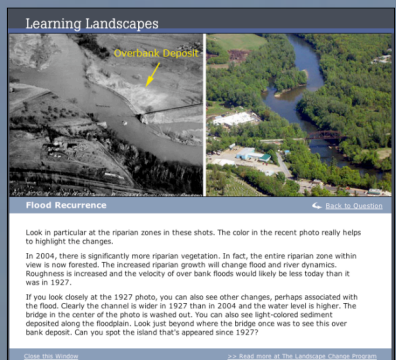 Learning Landscapes
Overbank Deposit
Flood Recurrence
Back to Question
Look in particular at the riparian zones in these shots. The color in the recent photo really helps
to highlight the changes.
In 2004, there is significantly more riparian vegetation. In fact, the entire riparian zone within
view is now forested. The increased riparian growth will change flood and river dynamics.
Roughness is increased and the velocity of over bank floods would likely be less today than it
was in 1927.
If you look closely at the 1927 photo, you can also see other changes, perhaps associated with
the flood. Clearly the channel is wider in 1927 than in 2004 and the water level is higher. The
bridge in the center of the photo is washed out. You can also see light-colored sediment
deposited along the floodplain. Look just beyond where the bridge once was to see this over
bank deposit. Can you spot the island that's appeared since 1927?
Close this Window
>> Read more at The Landscape Change Program